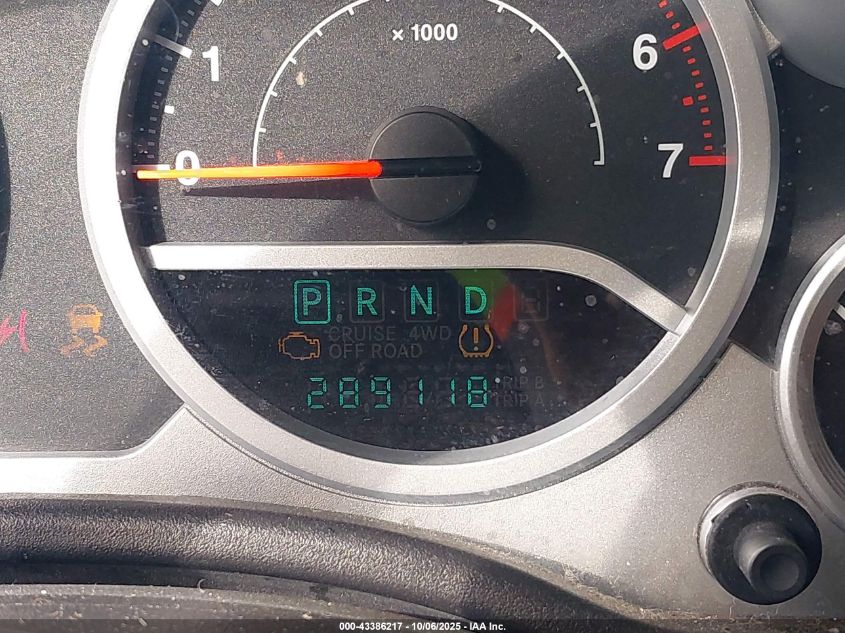 × 1000
1
6
0
7
P R N D
CRUISE 4WD
OFF ROAD
289118
TRIP B
TRIP A
000-43386217 - 10/06/2025 - IAA Inc.